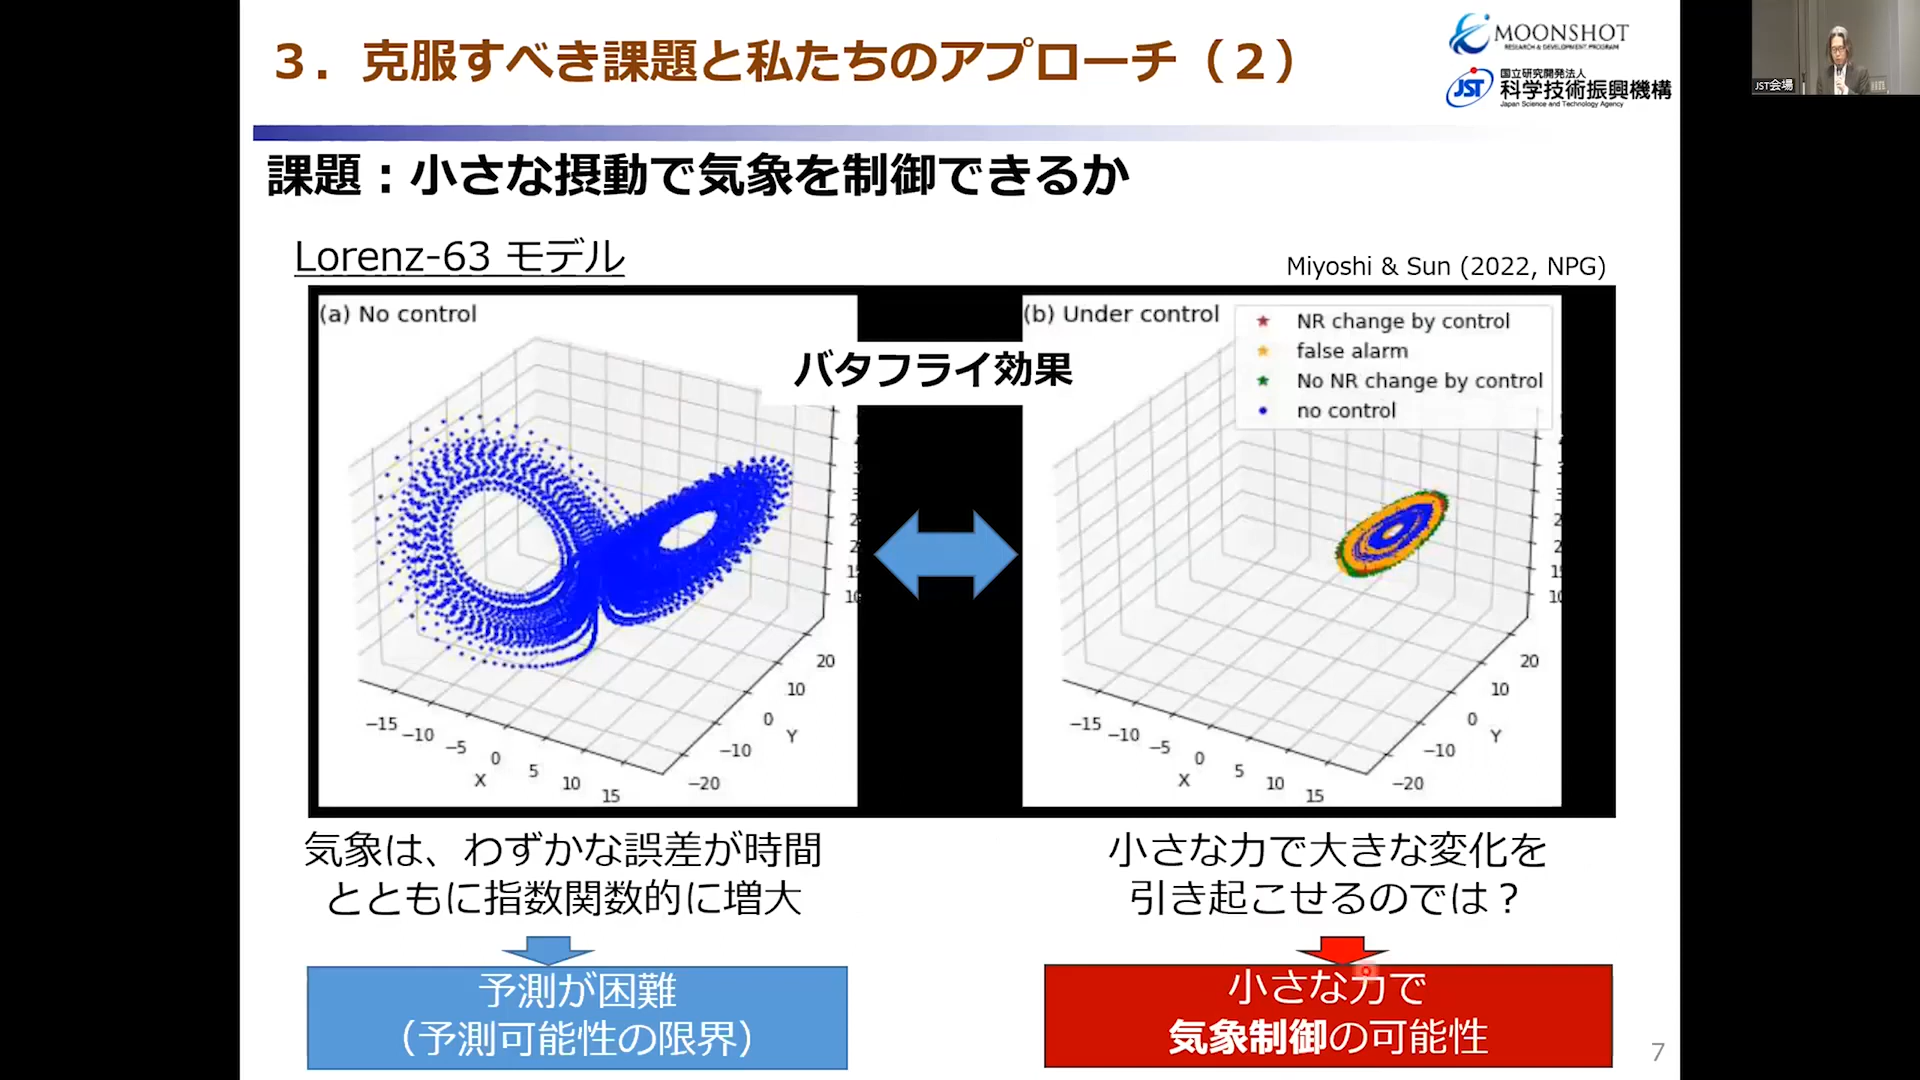 3．克服すべき課題と私たちのアプローチ（2）
MOONSHOT
RESEARCH & DEVELOPMENT PROGRAM
JST
国立研究開発法人
科学技術振興機構
Japan Science and Technology Agency
JST会場
課題：小さな摂動で気象を制御できるか
Lorenz-63 モデル
Miyoshi & Sun (2022, NPG)
(a) No control
(b) Under control
NR change by control
false alarm
No NR change by control
no control
バタフライ効果
10
20
10
0
−10
−20
Y
−15
−10
−5
0
5
10
15
X
10
20
10
0
−10
−20
Y
−15
−10
−5
0
5
10
15
X
気象は、わずかな誤差が時間
とともに指数関数的に増大
小さな力で大きな変化を
引き起こせるのでは？
予測が困難
（予測可能性の限界）
小さな力で
気象制御の可能性
7